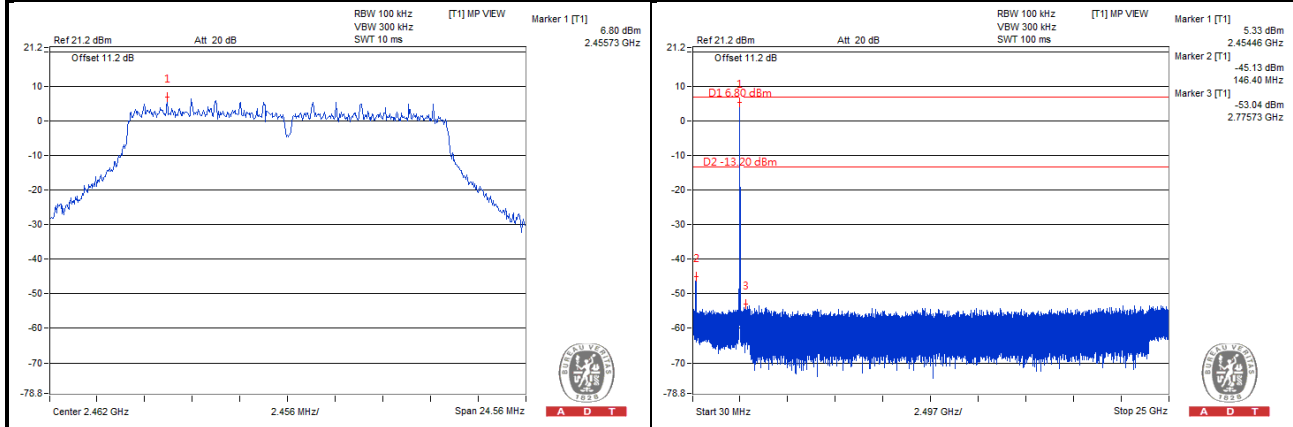 RBW 100 kHz [T1] MP VIEW
VBW 300 kHz
Ref 21.2 dBm Att 20 dB SWT 10 ms
Marker 1 [T1]
6.80 dBm
2.45573 GHz
21.2
Offset 11.2 dB
1
10
0
-10
-20
-30
-40
-50
-60
-70
-78.8
Center 2.462 GHz 2.456 MHz/ Span 24.56 MHz
BUREAU VERITAS
1828
A D T
RBW 100 kHz [T1] MP VIEW
VBW 300 kHz
Ref 21.2 dBm Att 20 dB SWT 100 ms
Marker 1 [T1]
5.33 dBm
2.45446 GHz
Marker 2 [T1]
-45.13 dBm
146.40 MHz
Marker 3 [T1]
-53.04 dBm
2.77573 GHz
21.2
Offset 11.2 dB
1
10
D1 6.80 dBm
0
-10
D2 -13.20 dBm
-20
-30
2
-40
3
-50
-60
-70
-78.8
Start 30 MHz 2.497 GHz/ Stop 25 GHz
BUREAU VERITAS
1828
A D T